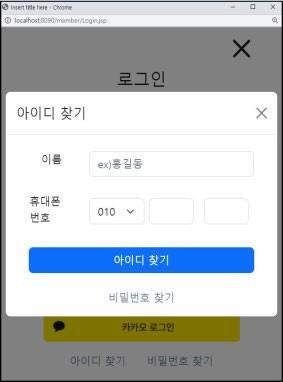 Insert title here - Chrome
localhost:8090/member/Login.jsp
로그인
아이디 찾기
이름
ex)홍길동
휴대폰
번호
010
아이디 찾기
비밀번호 찾기
카카오 로그인
아이디 찾기 비밀번호 찾기